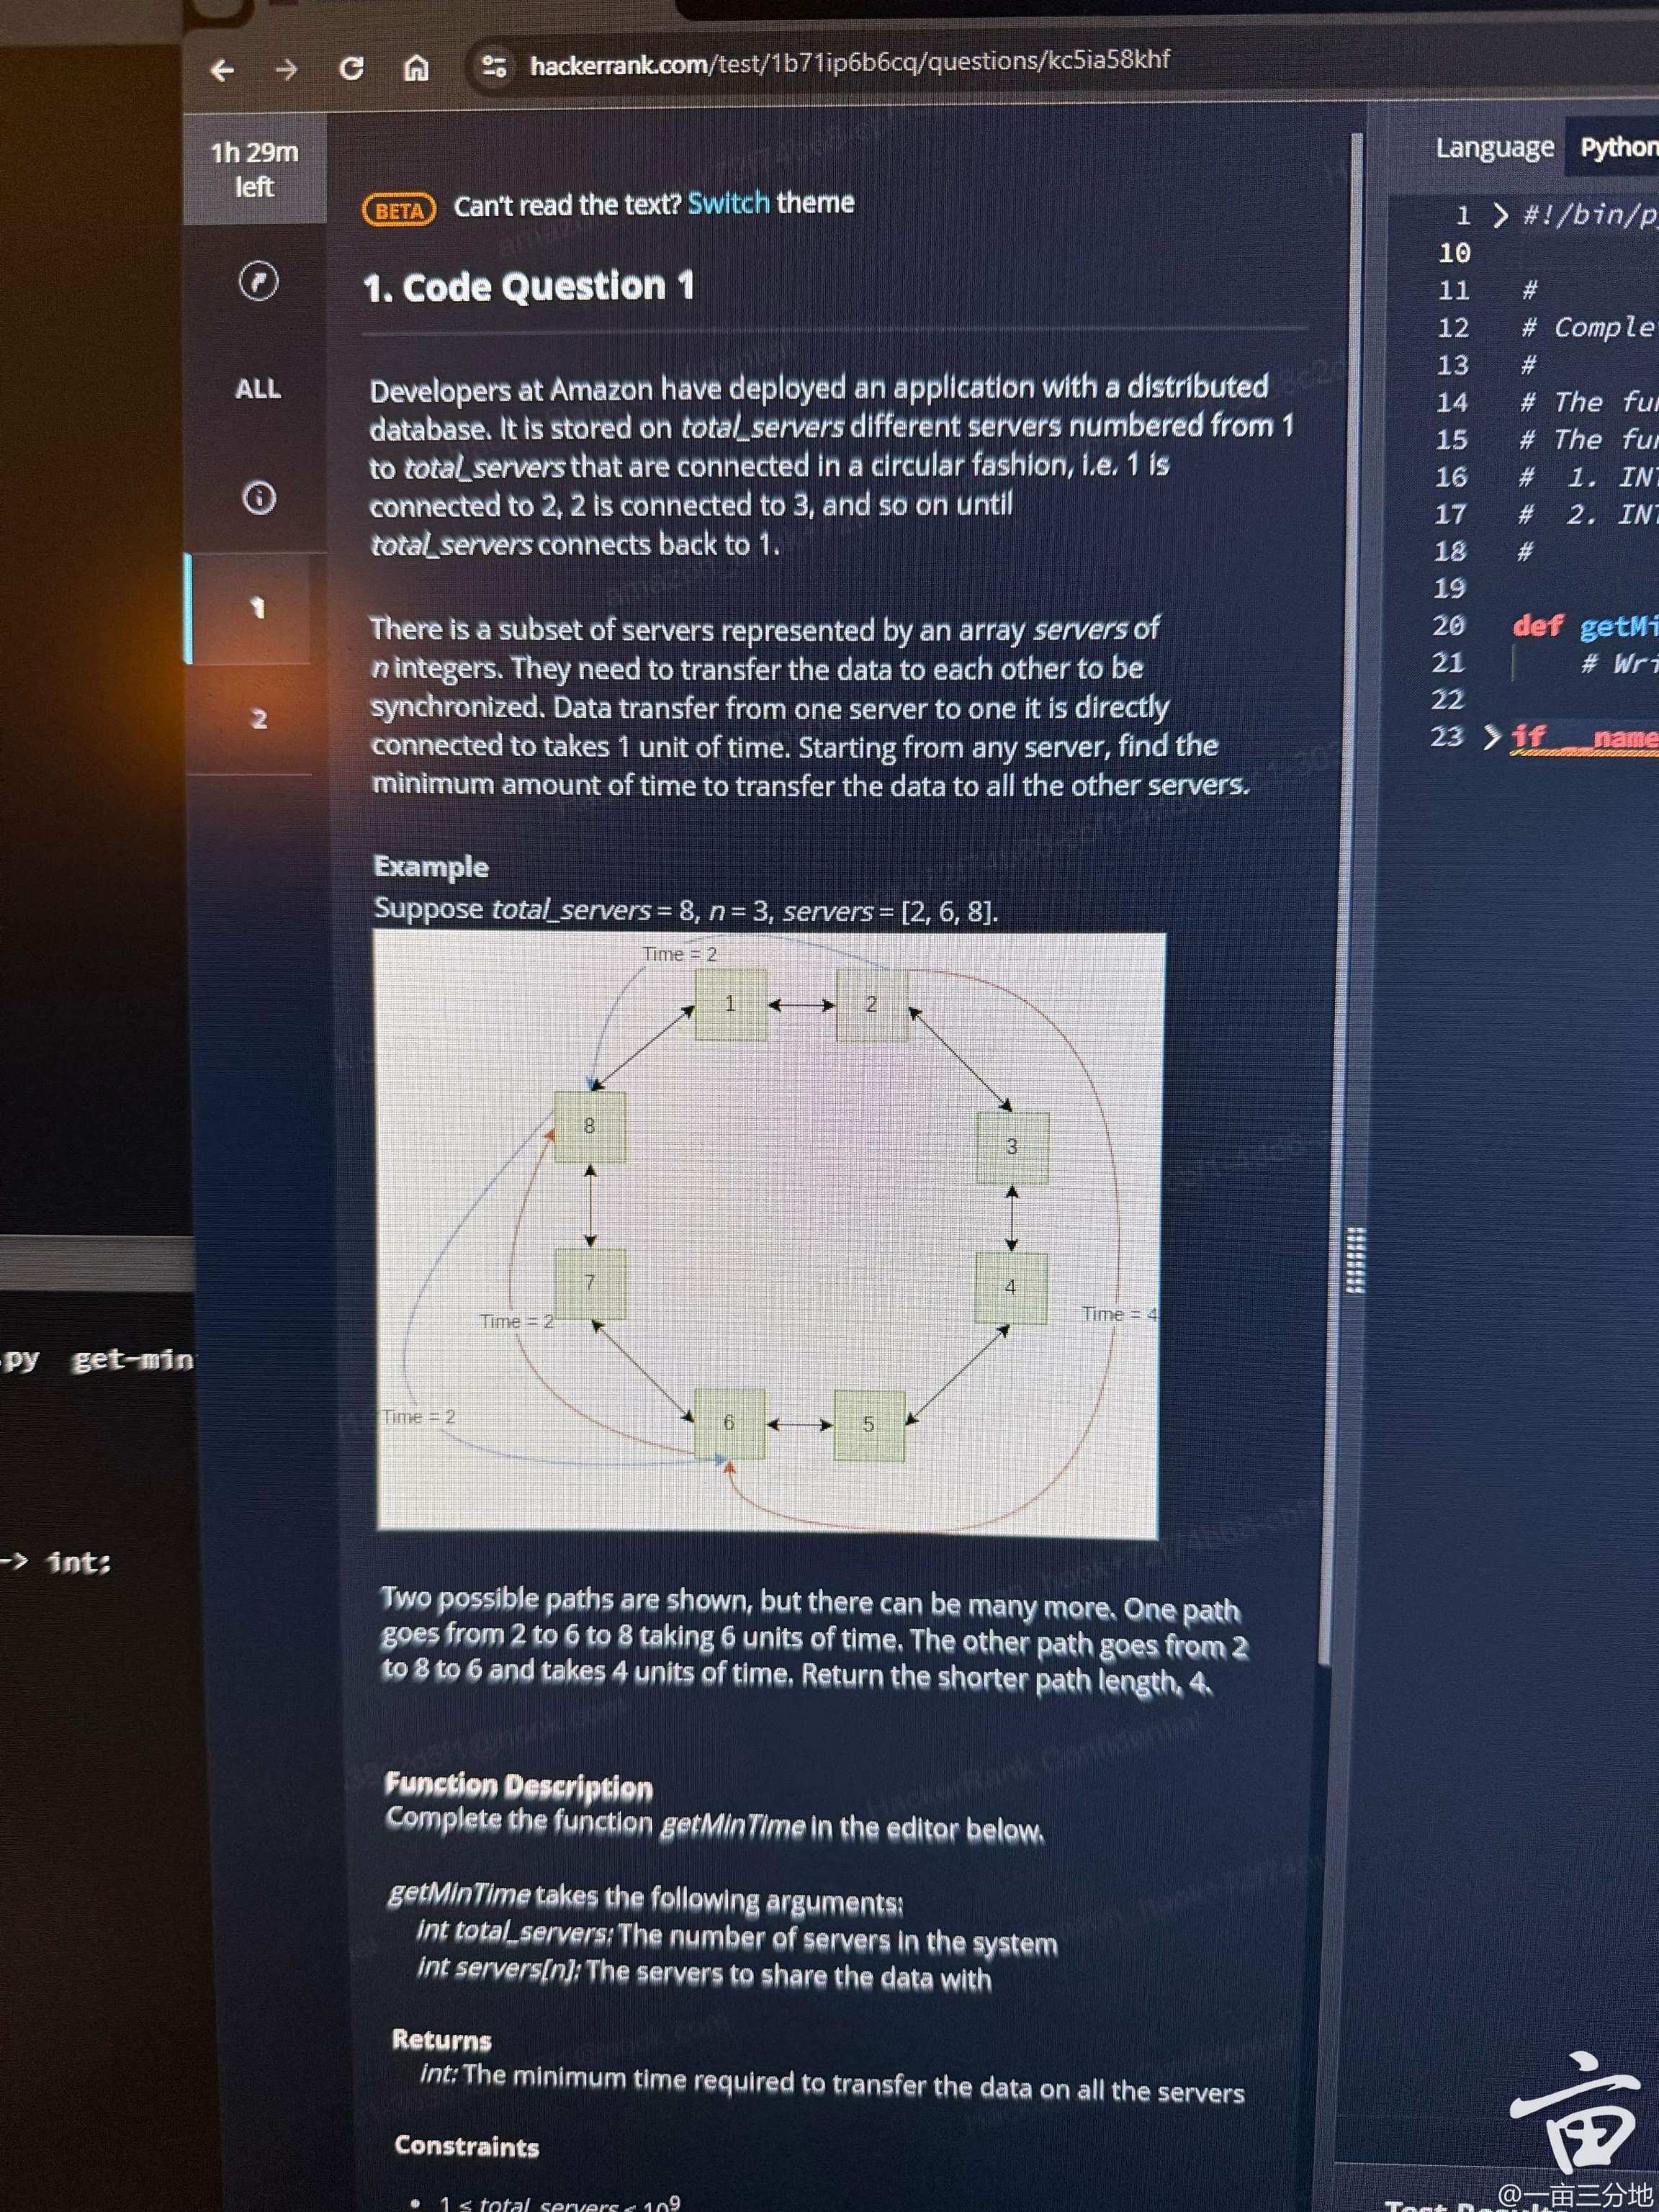 hackerrank.com/test/1b71ip6b6cq/questions/kc5ia58khf
1h 29m
left
ALL
1
2
BETA Can't read the text? Switch theme
1. Code Question 1
Developers at Amazon have deployed an application with a distributed
database. It is stored on total_servers different servers numbered from 1
to total_servers that are connected in a circular fashion, i.e. 1 is
connected to 2, 2 is connected to 3, and so on until
total_servers connects back to 1.
There is a subset of servers represented by an array servers of
n integers. They need to transfer the data to each other to be
synchronized. Data transfer from one server to one it is directly
connected to takes 1 unit of time. Starting from any server, find the
minimum amount of time to transfer the data to all the other servers.
Example
Suppose total_servers = 8, n = 3, servers = [2, 6, 8].
Time = 2
1
2
8
3
7
4
Time = 2
Time = 4
Time = 2
6
5
Two possible paths are shown, but there can be many more. One path
goes from 2 to 6 to 8 taking 6 units of time. The other path goes from 2
to 8 to 6 and takes 4 units of time. Return the shorter path length, 4.
Function Description
Complete the function getMinTime in the editor below.
getMinTime takes the following arguments:
int total_servers: The number of servers in the system
int servers[n]: The servers to share the data with
Returns
int: The minimum time required to transfer the data on all the servers
Constraints
• 1 ≤ total_servers ≤ 10^9
Language Python
1 > #!/bin/p
10
11 #
12 # Comple
13 #
14 # The fu
15 # The fu
16 # 1. INT
17 # 2. INT
18 #
19
20 def getMi
21 # Wri
22
23 > if __name
.py get-min
-> int:
HackerRank Confidential
亩
@一亩三分地